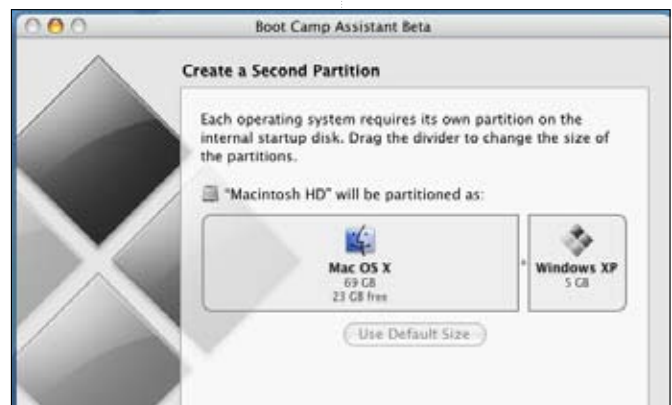 Boot Camp Assistant Beta
Create a Second Partition
Each operating system requires its own partition on the
internal startup disk. Drag the divider to change the size of
the partitions.
"Macintosh HD" will be partitioned as:
Mac OS X
69 GB
23 GB free
Windows XP
5 GB
Use Default Size